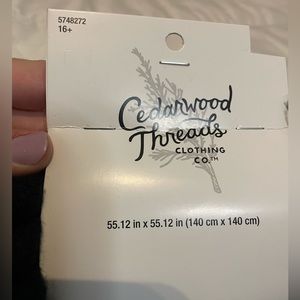 5748272
16+
Cedarwood
Threads
CLOTHING
CO.™
55.12 in x 55.12 in (140 cm x 140 cm)